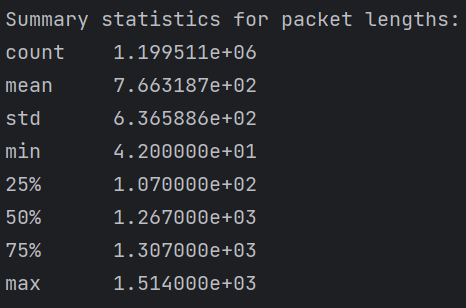 Summary statistics for packet lengths:
count 1.199511e+06
mean 7.663187e+02
std 6.365886e+02
min 4.200000e+01
25% 1.070000e+02
50% 1.267000e+03
75% 1.307000e+03
max 1.514000e+03